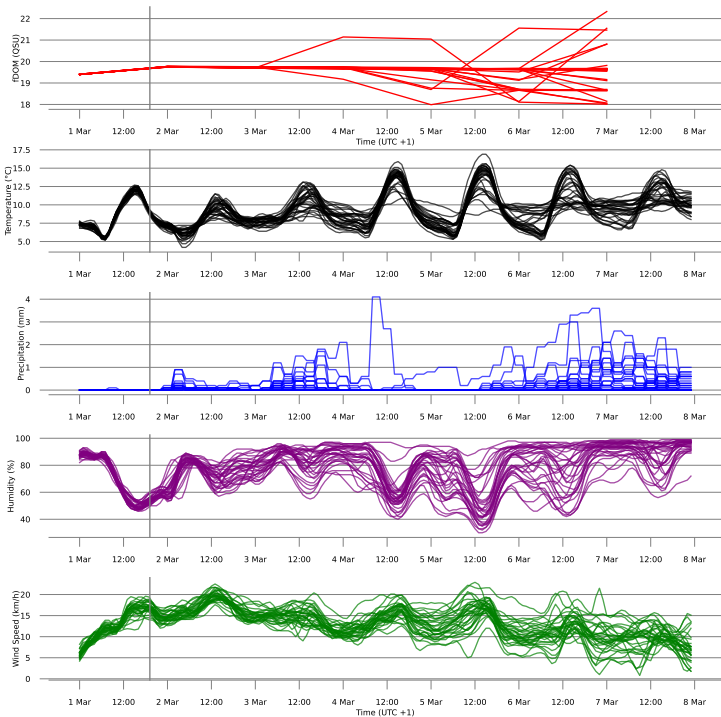 fDOM (QSU)
22
21
20
19
18
1 Mar 12:00 2 Mar 12:00 3 Mar 12:00 4 Mar 12:00 5 Mar 12:00 6 Mar 12:00 7 Mar 12:00 8 Mar
Time (UTC +1)
Temperature (°C)
17.5
15.0
12.5
10.0
7.5
5.0
1 Mar 12:00 2 Mar 12:00 3 Mar 12:00 4 Mar 12:00 5 Mar 12:00 6 Mar 12:00 7 Mar 12:00 8 Mar
Precipitation (mm)
4
3
2
1
0
1 Mar 12:00 2 Mar 12:00 3 Mar 12:00 4 Mar 12:00 5 Mar 12:00 6 Mar 12:00 7 Mar 12:00 8 Mar
Humidity (%)
100
80
60
40
1 Mar 12:00 2 Mar 12:00 3 Mar 12:00 4 Mar 12:00 5 Mar 12:00 6 Mar 12:00 7 Mar 12:00 8 Mar
Wind Speed (km/h)
20
15
10
5
0
1 Mar 12:00 2 Mar 12:00 3 Mar 12:00 4 Mar 12:00 5 Mar 12:00 6 Mar 12:00 7 Mar 12:00 8 Mar
Time (UTC +1)